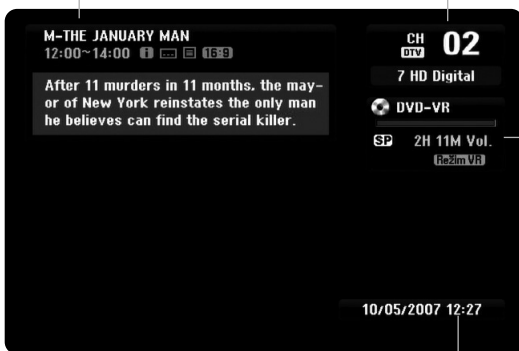 M-THE JANUARY MAN
12:00~14:00 i 16:9
After 11 murders in 11 months, the may-
or of New York reinstates the only man
he believes can find the serial killer.
CH DTV 02
7 HD Digital
DVD-VR
SP 2H 11M Vol.
Režim VR
10/05/2007 12:27